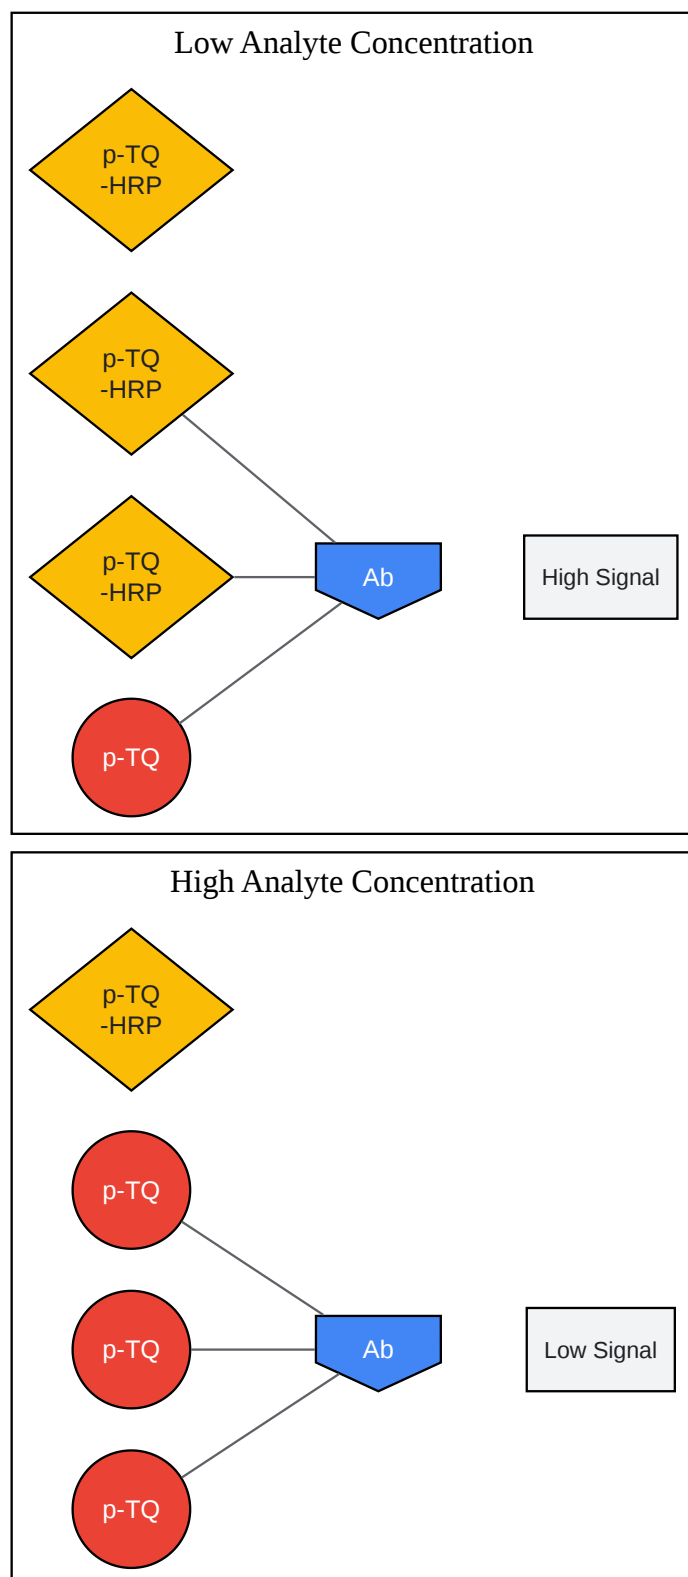 Low Analyte Concentration
p-TQ
-HRP
p-TQ
-HRP
p-TQ
-HRP
Ab
High Signal
p-TQ
High Analyte Concentration
p-TQ
-HRP
p-TQ
p-TQ
Ab
Low Signal
p-TQ